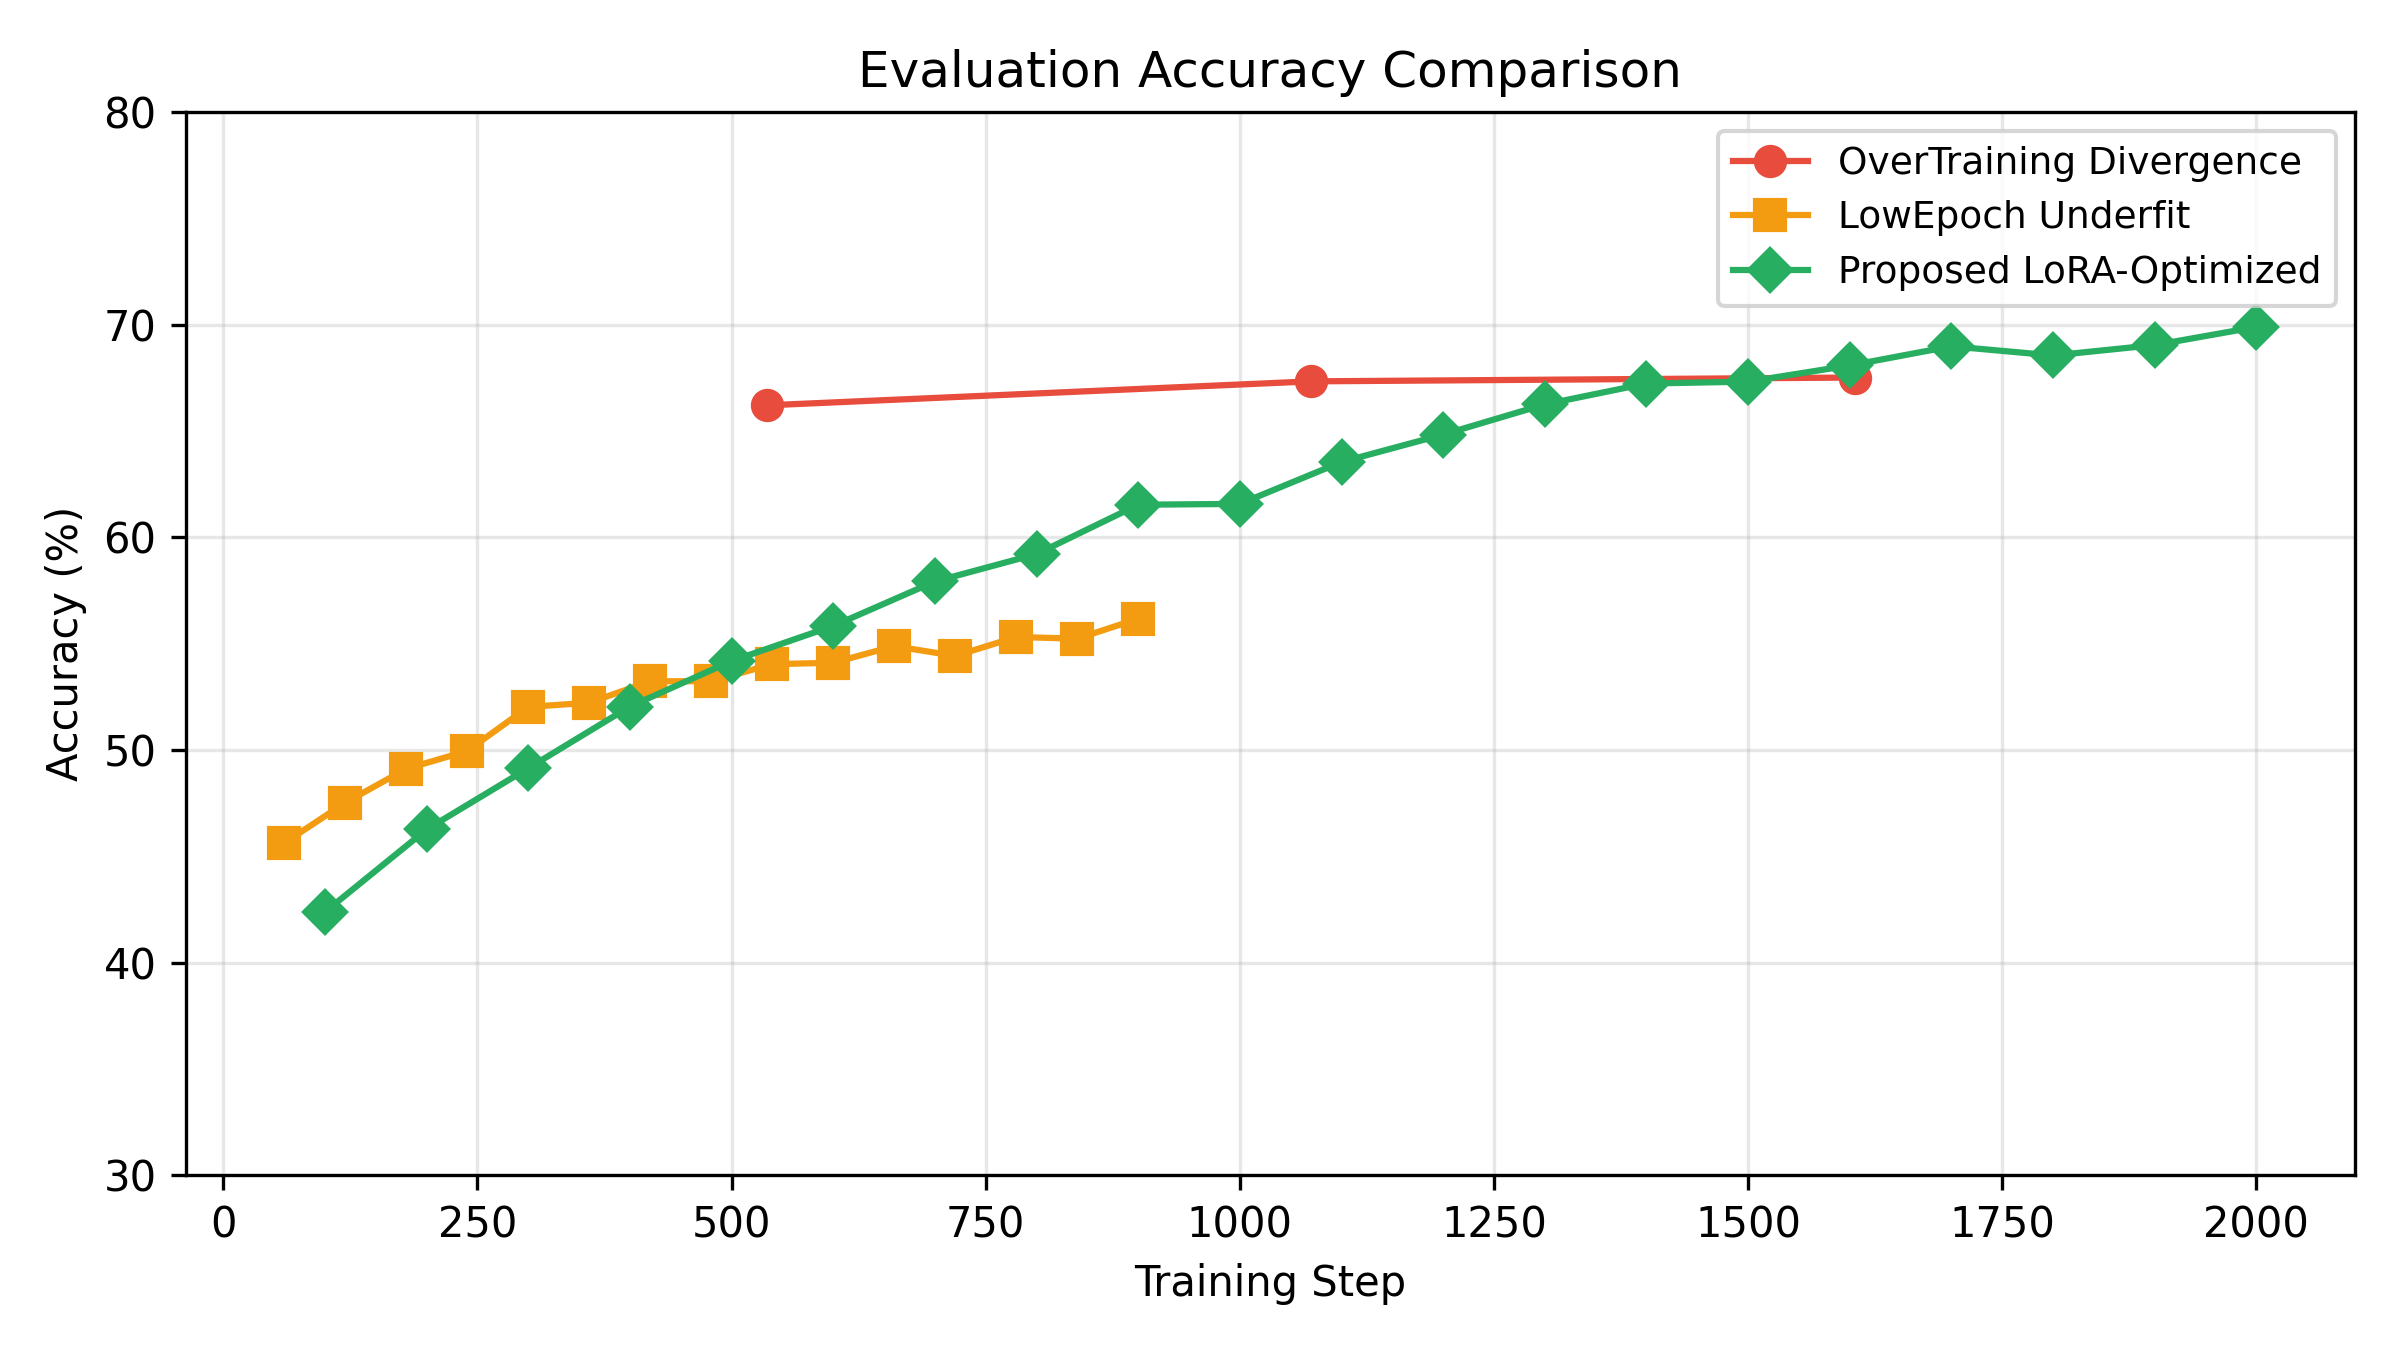 Evaluation Accuracy Comparison
80
70
60
50
40
30
Accuracy (%)
OverTraining Divergence
LowEpoch Underfit
Proposed LoRA-Optimized
0 250 500 750 1000 1250 1500 1750 2000
Training Step